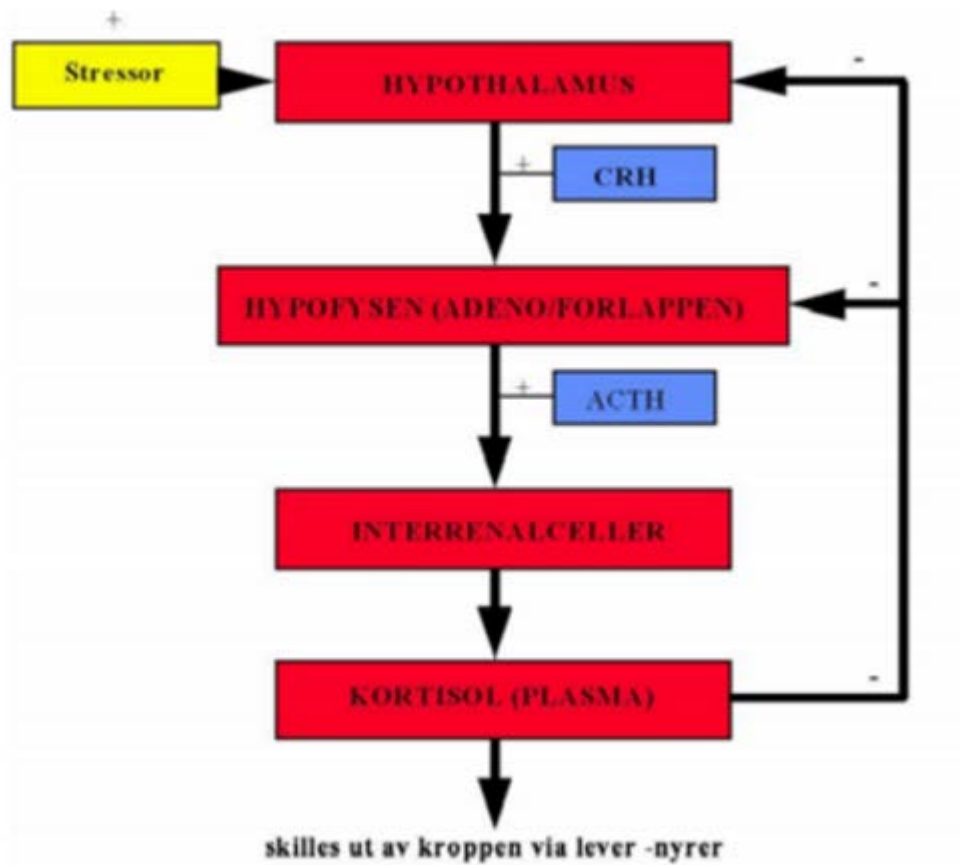 +
Stressor
HYPOTHALAMUS
-
+
CRH
HYPOFYSEN (ADENO/FORLAPPEN)
-
+
ACTH
INTERRENALCELLER
KORTISOL (PLASMA)
-
skilles ut av kroppen via lever -nyrer